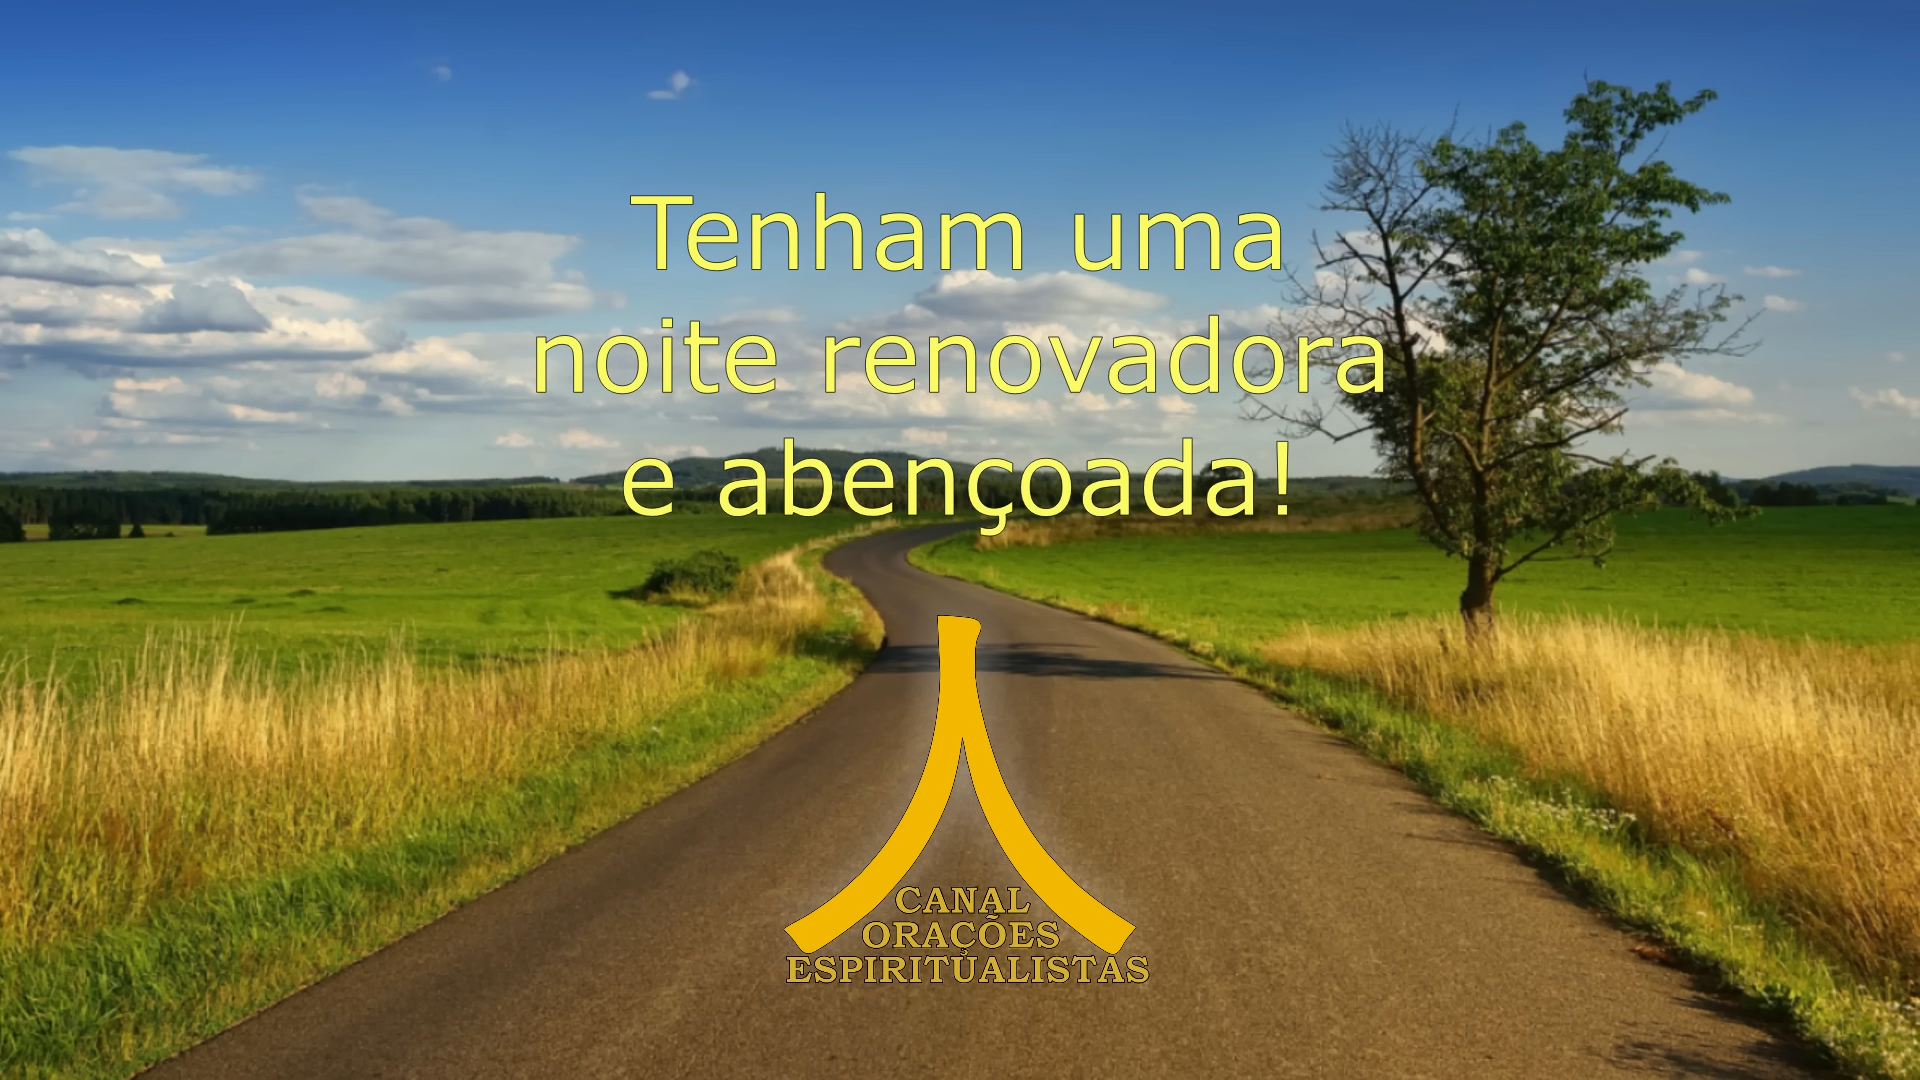 Tenham uma
noite renovadora
e abençoada!
CANAL
ORAÇÕES
ESPIRITUALISTAS